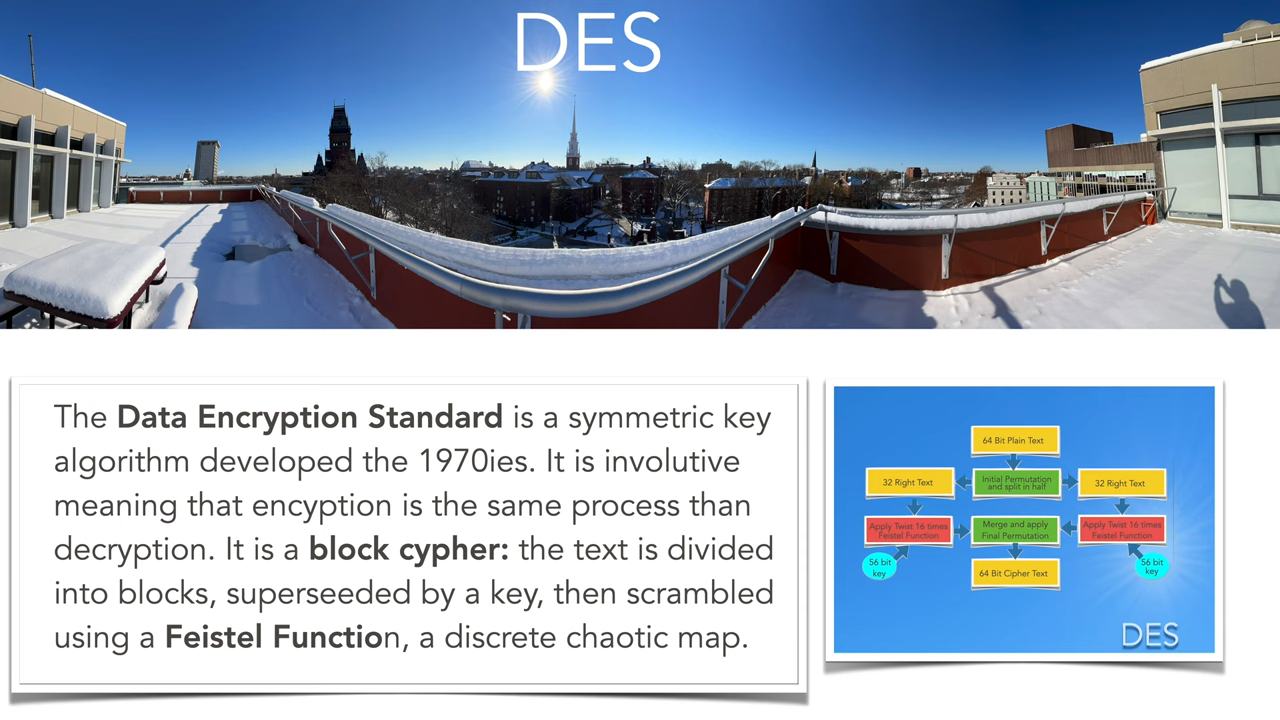 DES
The Data Encryption Standard is a symmetric key
algorithm developed the 1970ies. It is involutive
meaning that encyption is the same process than
decryption. It is a block cypher: the text is divided
into blocks, superseeded by a key, then scrambled
using a Feistel Function, a discrete chaotic map.
64 Bit Plain Text
32 Right Text
Initial Permutation
and split in half
32 Right Text
Apply Twist 16 times
Feistel Function
Merge and apply
Final Permutation
Apply Twist 16 times
Feistel Function
56 bit
key
64 Bit Cipher Text
56 bit
key
DES